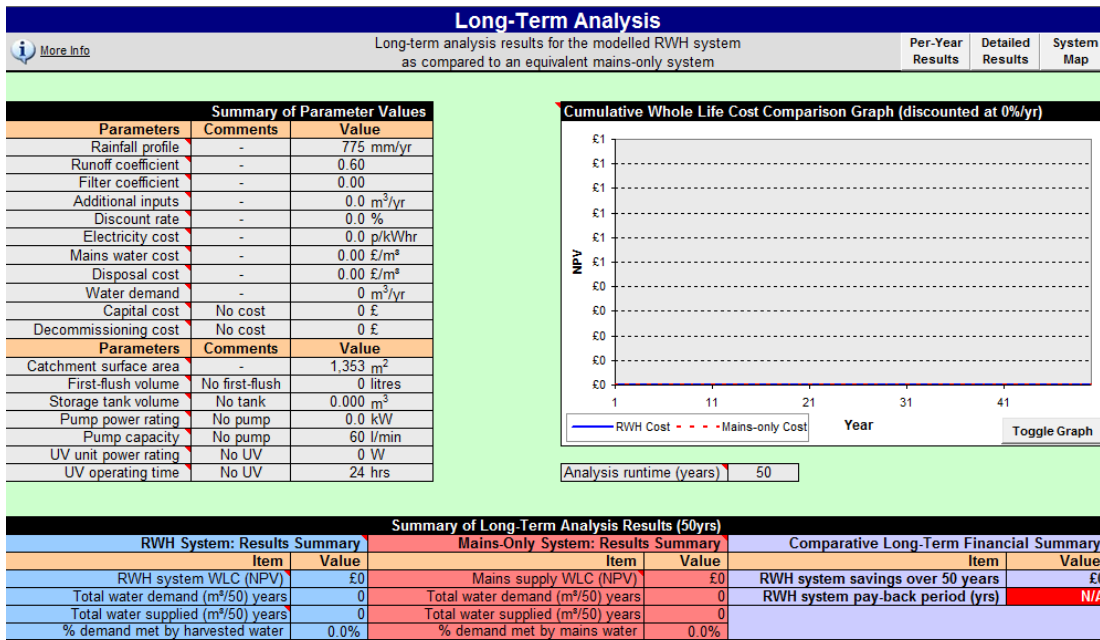 Long-Term Analysis
More Info
Long-term analysis results for the modelled RWH system
as compared to an equivalent mains-only system
Per-Year Results
Detailed Results
System Map
Summary of Parameter Values
Parameters Comments Value
Rainfall profile - 775 mm/yr
Runoff coefficient - 0.60
Filter coefficient - 0.00
Additional inputs - 0.0 m³/yr
Discount rate - 0.0 %
Electricity cost - 0.0 p/kWhr
Mains water cost - 0.00 £/m³
Disposal cost - 0.00 £/m³
Water demand - 0 m³/yr
Capital cost No cost 0 £
Decommissioning cost No cost 0 £
Parameters Comments Value
Catchment surface area - 1,353 m²
First-flush volume No first-flush 0 litres
Storage tank volume No tank 0.000 m³
Pump power rating No pump 0.0 kW
Pump capacity No pump 60 l/min
UV unit power rating No UV 0 W
UV operating time No UV 24 hrs
Cumulative Whole Life Cost Comparison Graph (discounted at 0%/yr)
£1
£1
£1
£1
£1
£1
£0
£0
£0
£0
£0
NPV
1 11 21 31 41
RWH Cost Mains-only Cost
Year
Toggle Graph
Analysis runtime (years) 50
Summary of Long-Term Analysis Results (50yrs)
RWH System: Results Summary
Item Value
RWH system WLC (NPV) £0
Total water demand (m³/50) years 0
Total water supplied (m³/50) years 0
% demand met by harvested water 0.0%
Mains-Only System: Results Summary
Item Value
Mains supply WLC (NPV) £0
Total water demand (m³/50) years 0
Total water supplied (m³/50) years 0
% demand met by mains water 0.0%
Comparative Long-Term Financial Summary
Item Value
RWH system savings over 50 years £0
RWH system pay-back period (yrs) N/A